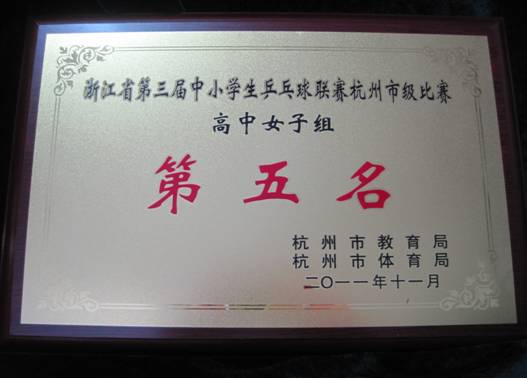 浙江省第三届中小学生乒乓球联赛杭州市级比赛
高中女子组
第五名
杭州市教育局
杭州市体育局
二〇一一年十一月